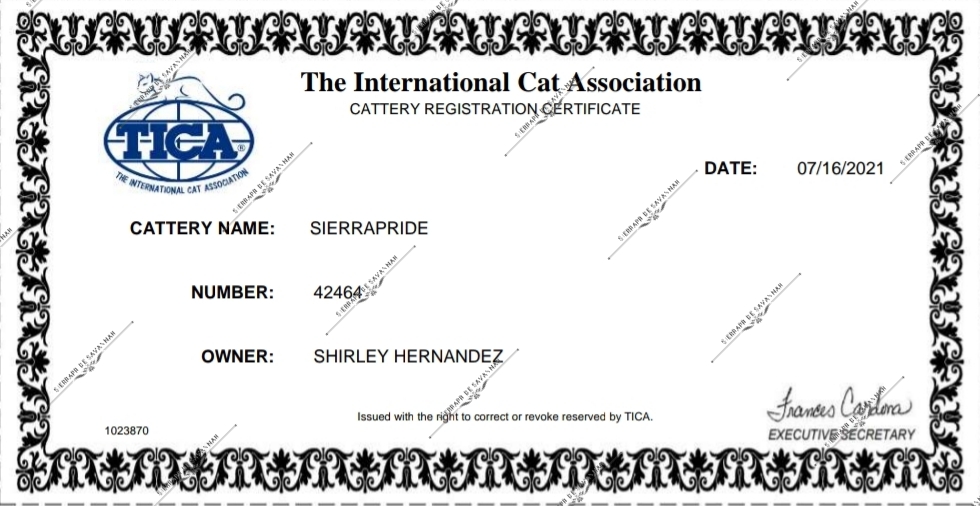 The International Cat Association
CATTERY REGISTRATION CERTIFICATE
TICA®
THE INTERNATIONAL CAT ASSOCIATION
DATE: 07/16/2021
CATTERY NAME: SIERRAPRIDE
NUMBER: 42464
OWNER: SHIRLEY HERNANDEZ
Issued with the right to correct or revoke reserved by TICA.
1023870
Frances Cardona
EXECUTIVE SECRETARY